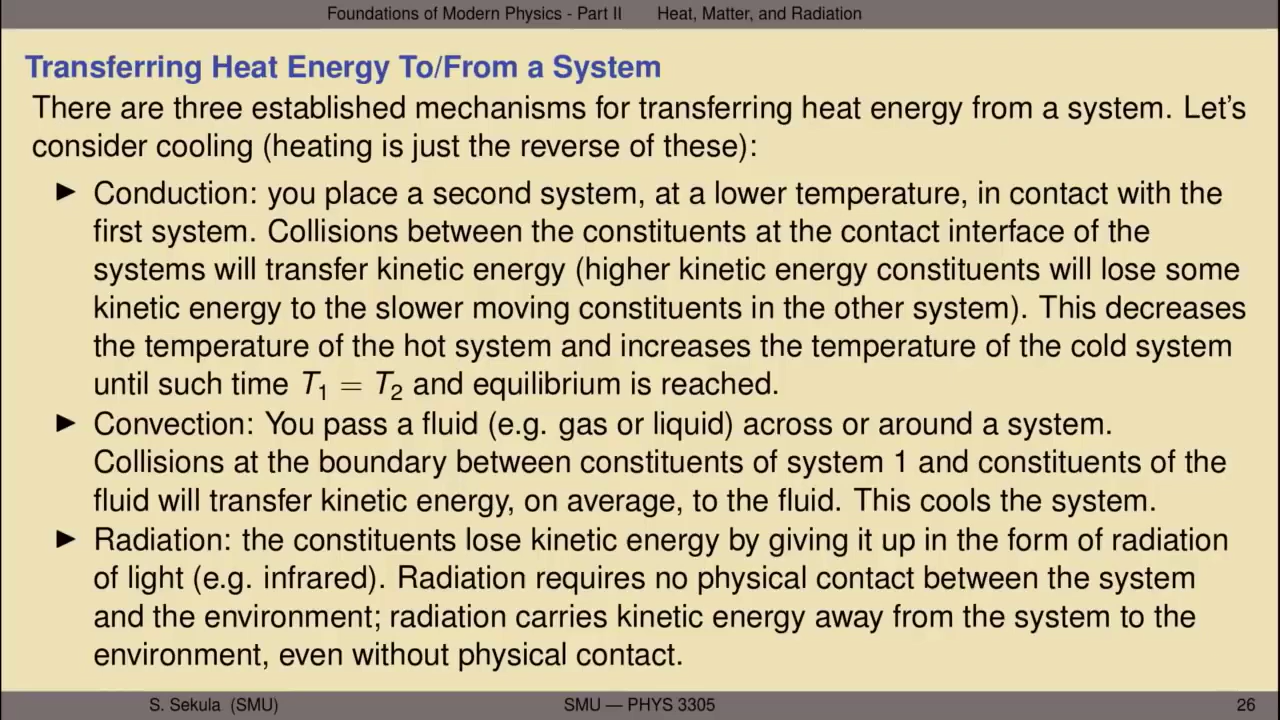 Foundations of Modern Physics - Part II Heat, Matter, and Radiation
Transferring Heat Energy To/From a System
There are three established mechanisms for transferring heat energy from a system. Let's
consider cooling (heating is just the reverse of these):
▶ Conduction: you place a second system, at a lower temperature, in contact with the
first system. Collisions between the constituents at the contact interface of the
systems will transfer kinetic energy (higher kinetic energy constituents will lose some
kinetic energy to the slower moving constituents in the other system). This decreases
the temperature of the hot system and increases the temperature of the cold system
until such time T₁ = T₂ and equilibrium is reached.
▶ Convection: You pass a fluid (e.g. gas or liquid) across or around a system.
Collisions at the boundary between constituents of system 1 and constituents of the
fluid will transfer kinetic energy, on average, to the fluid. This cools the system.
▶ Radiation: the constituents lose kinetic energy by giving it up in the form of radiation
of light (e.g. infrared). Radiation requires no physical contact between the system
and the environment; radiation carries kinetic energy away from the system to the
environment, even without physical contact.
S. Sekula (SMU) SMU — PHYS 3305 26